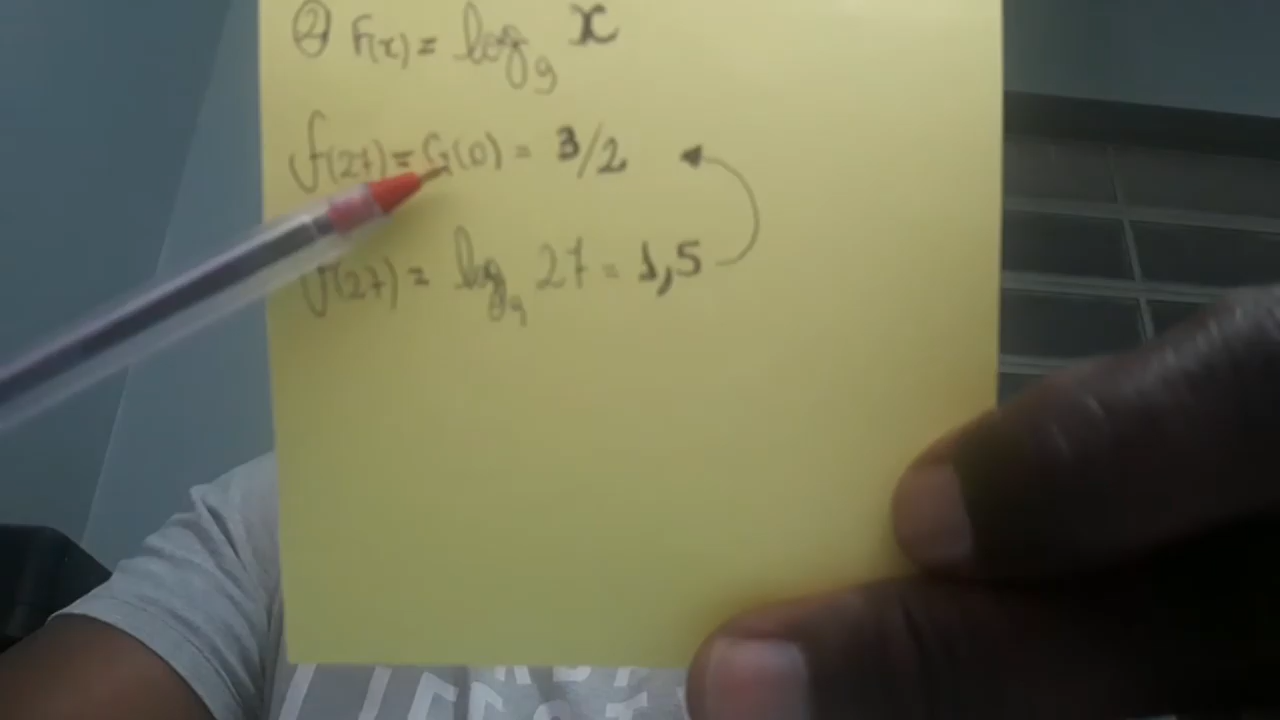 ② F(x) = log₉ x
f(27) = G(0) = 3/2
f(27) = log₉ 27 = 1,5